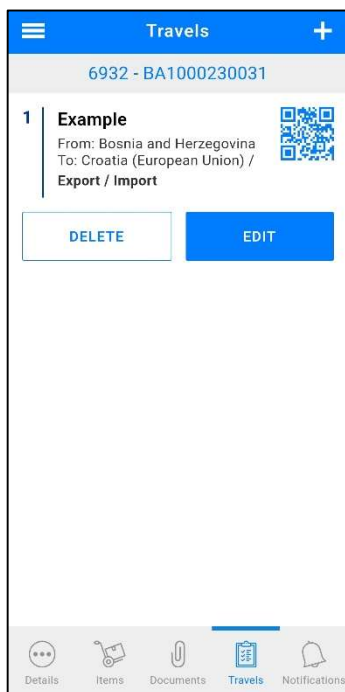 Travels
6932 - BA1000230031
1
Example
From: Bosnia and Herzegovina
To: Croatia (European Union) /
Export / Import
DELETE
EDIT
Details
Items
Documents
Travels
Notifications